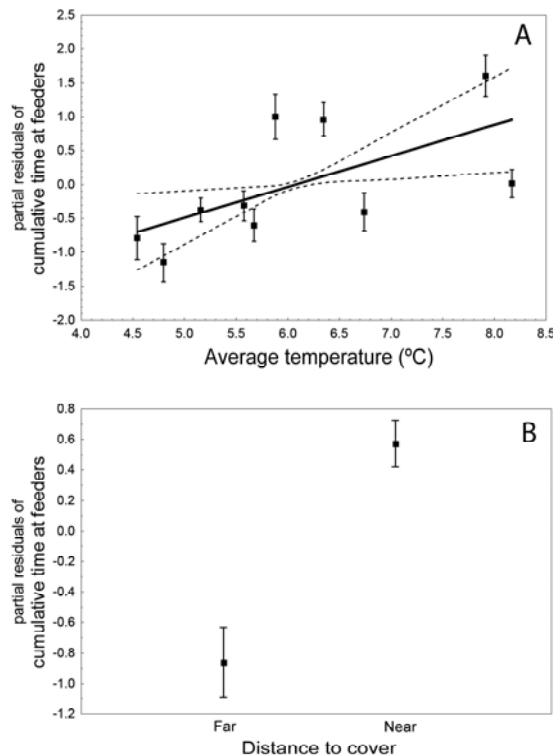 A
partial residuals of
cumulative time at feeders
2.5
2.0
1.5
1.0
0.5
0.0
-0.5
-1.0
-1.5
-2.0
4.0 4.5 5.0 5.5 6.0 6.5 7.0 7.5 8.0 8.5
Average temperature (ºC)
B
partial residuals of
cumulative time at feeders
0.8
0.6
0.4
0.2
0.0
-0.2
-0.4
-0.6
-0.8
-1.0
-1.2
Far Near
Distance to cover